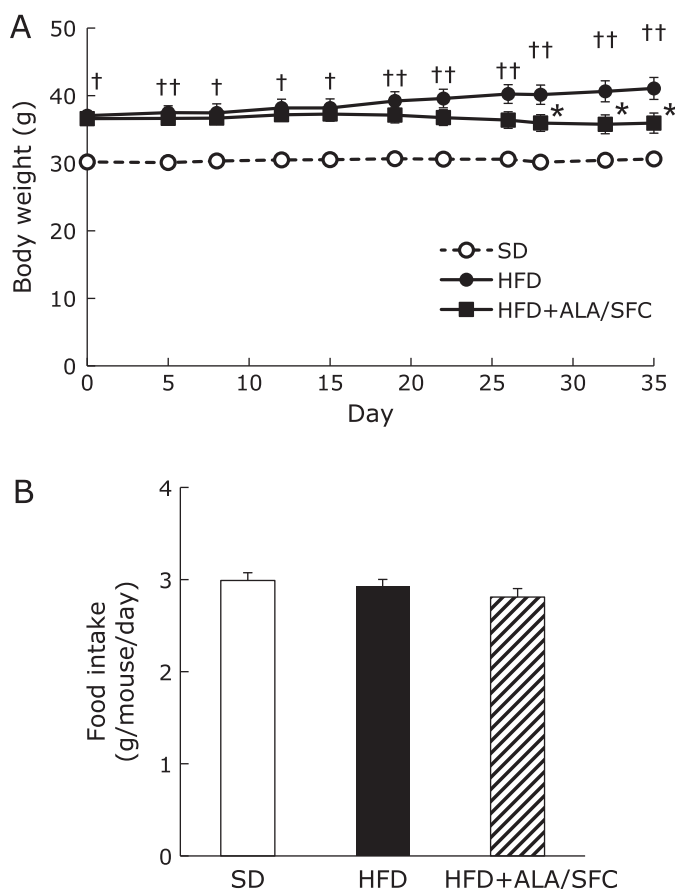 A
50
40
30
20
10
0
Body weight (g)
† †† † † † †† †† †† †† †† ††
* * *
SD
HFD
HFD+ALA/SFC
0 5 10 15 20 25 30 35
Day
B
4
3
2
1
0
Food intake
(g/mouse/day)
SD HFD HFD+ALA/SFC